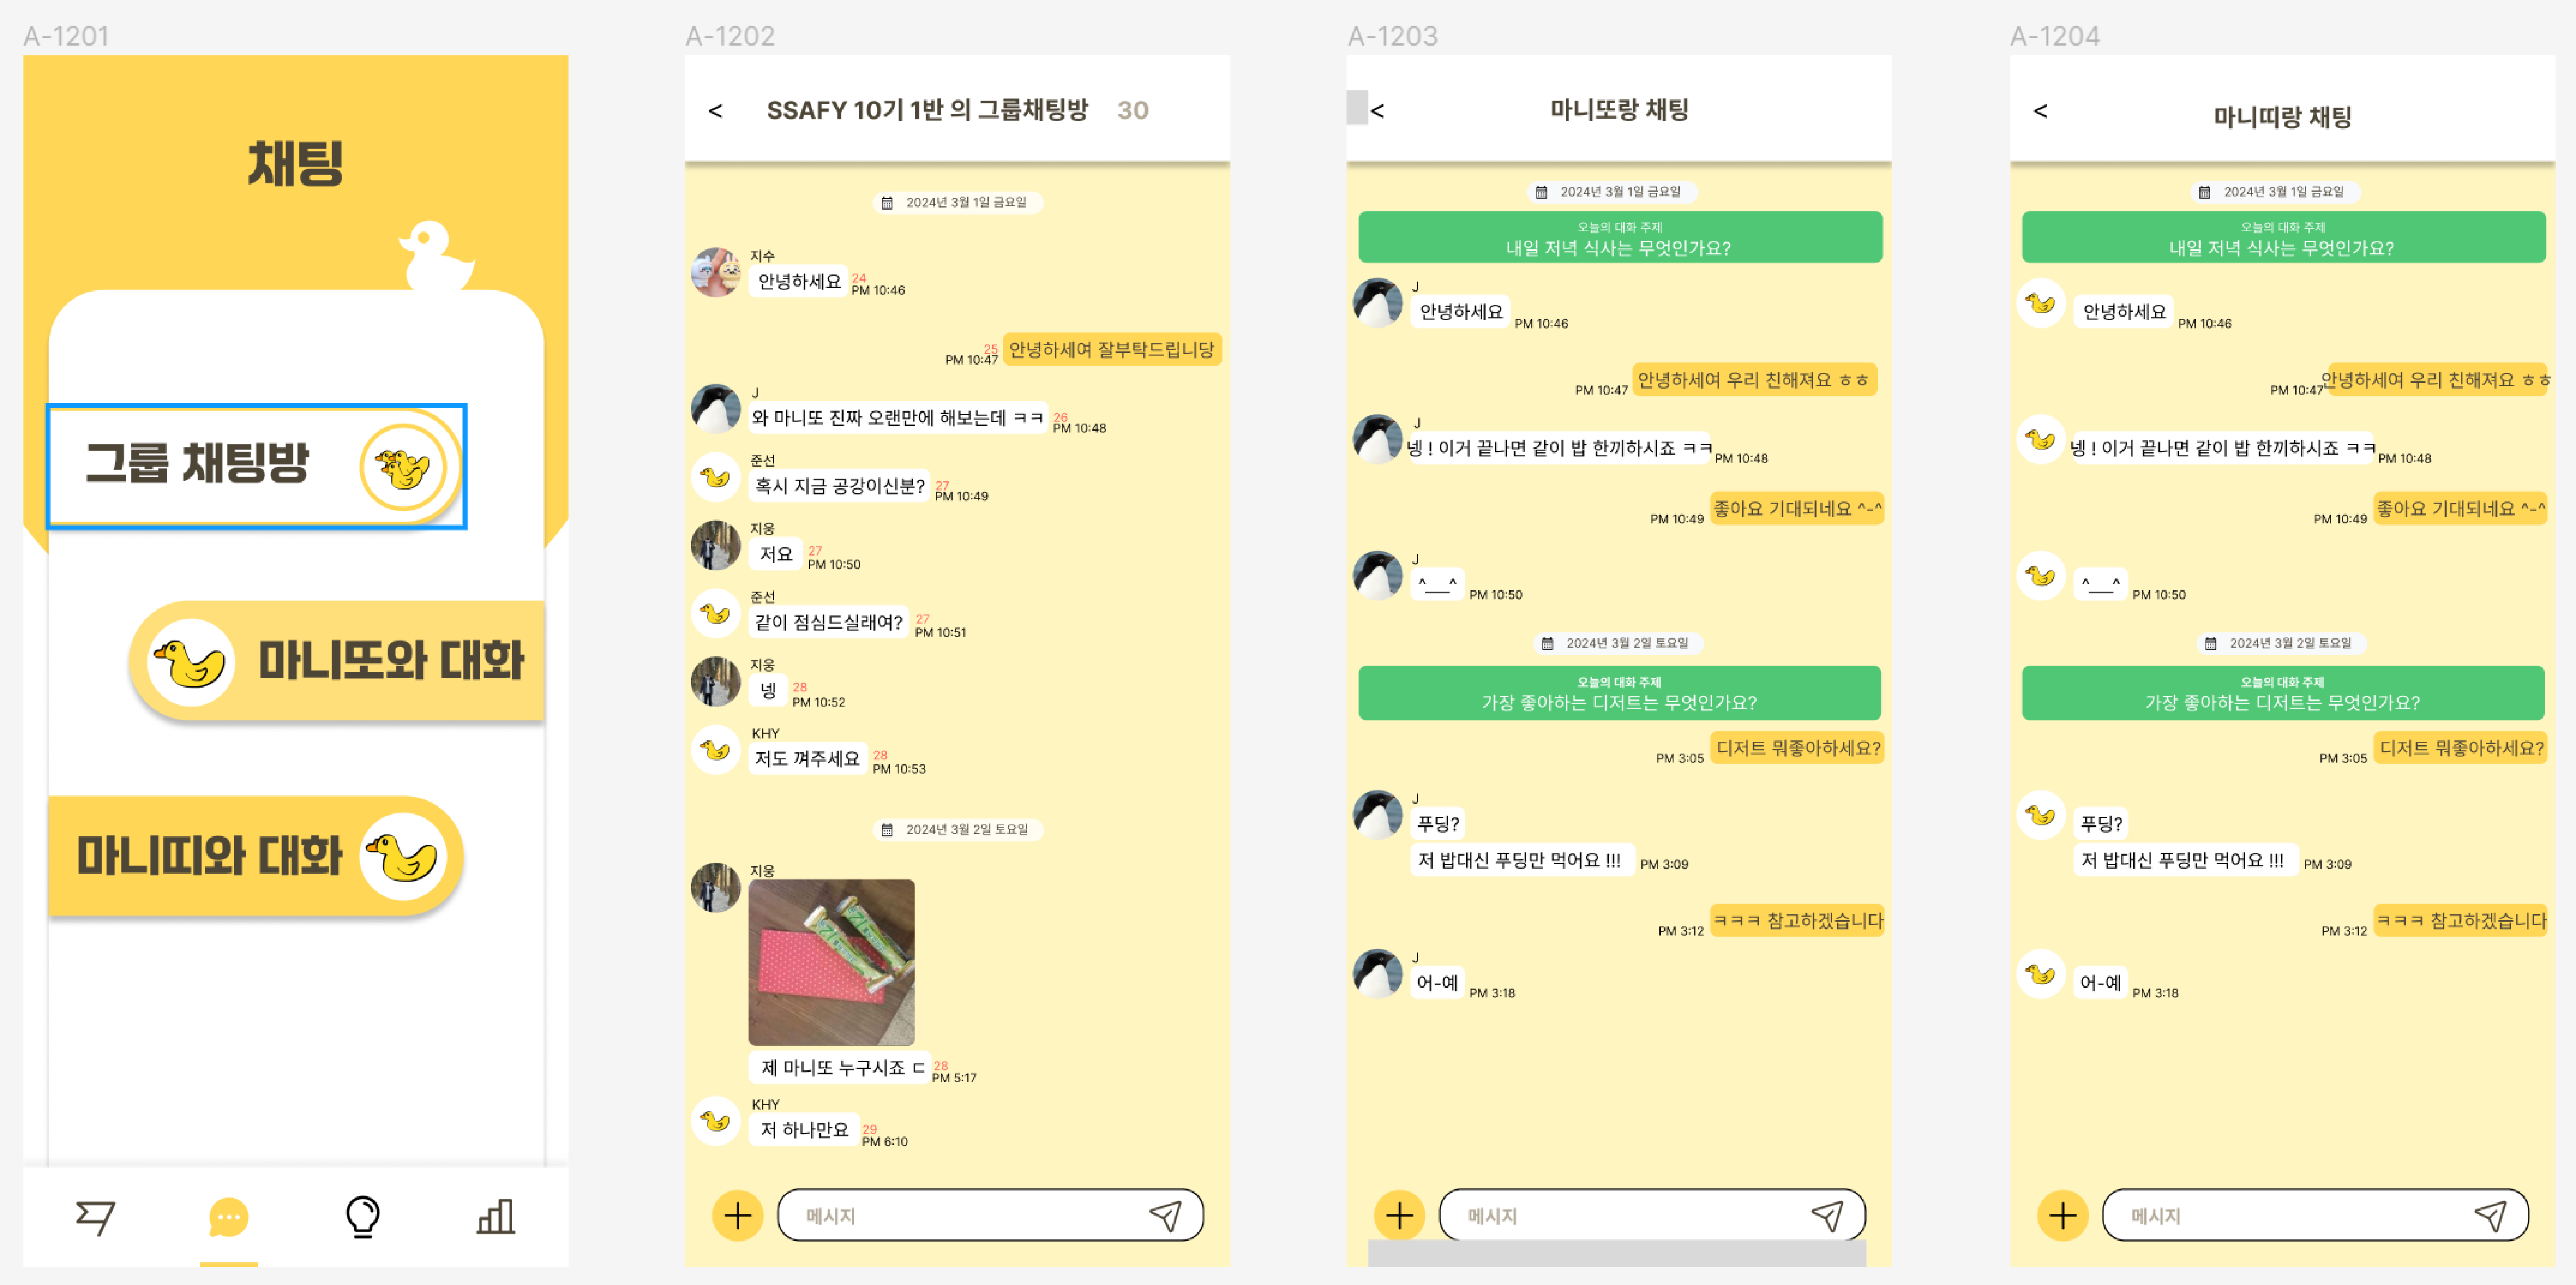 A-1201
채팅
그룹 채팅방
마니또와 대화
마니띠와 대화
A-1202
<
SSAFY 10기 1반 의 그룹채팅방
30
2024년 3월 1일 금요일
지수
안녕하세요
24
PM 10:46
25
PM 10:47
안녕하세여 잘부탁드립니당
J
와 마니또 진짜 오랜만에 해보는데 ㅋㅋ
26
PM 10:48
준선
혹시 지금 공강이신분?
27
PM 10:49
지웅
저요
27
PM 10:50
준선
같이 점심드실래여?
27
PM 10:51
지웅
넹
28
PM 10:52
KHY
저도 껴주세요
28
PM 10:53
2024년 3월 2일 토요일
지웅
제 마니또 누구시죠 ㄷ
28
PM 5:17
KHY
저 하나만요
29
PM 6:10
메시지
A-1203
<
마니또랑 채팅
2024년 3월 1일 금요일
오늘의 대화 주제
내일 저녁 식사는 무엇인가요?
J
안녕하세요
PM 10:46
PM 10:47
안녕하세여 우리 친해져요 ㅎㅎ
J
넹 ! 이거 끝나면 같이 밥 한끼하시죠 ㅋㅋ
PM 10:48
PM 10:49
좋아요 기대되네요 ^-^
J
^__^
PM 10:50
2024년 3월 2일 토요일
오늘의 대화 주제
가장 좋아하는 디저트는 무엇인가요?
PM 3:05
디저트 뭐좋아하세요?
J
푸딩?
저 밥대신 푸딩만 먹어요 !!!
PM 3:09
PM 3:12
ㅋㅋㅋ 참고하겠습니다
J
어-예
PM 3:18
메시지
A-1204
<
마니띠랑 채팅
2024년 3월 1일 금요일
오늘의 대화 주제
내일 저녁 식사는 무엇인가요?
안녕하세요
PM 10:46
PM 10:47
안녕하세여 우리 친해져요 ㅎㅎ
넹 ! 이거 끝나면 같이 밥 한끼하시죠 ㅋㅋ
PM 10:48
PM 10:49
좋아요 기대되네요 ^-^
^__^
PM 10:50
2024년 3월 2일 토요일
오늘의 대화 주제
가장 좋아하는 디저트는 무엇인가요?
PM 3:05
디저트 뭐좋아하세요?
푸딩?
저 밥대신 푸딩만 먹어요 !!!
PM 3:09
PM 3:12
ㅋㅋㅋ 참고하겠습니다
어-예
PM 3:18
메시지